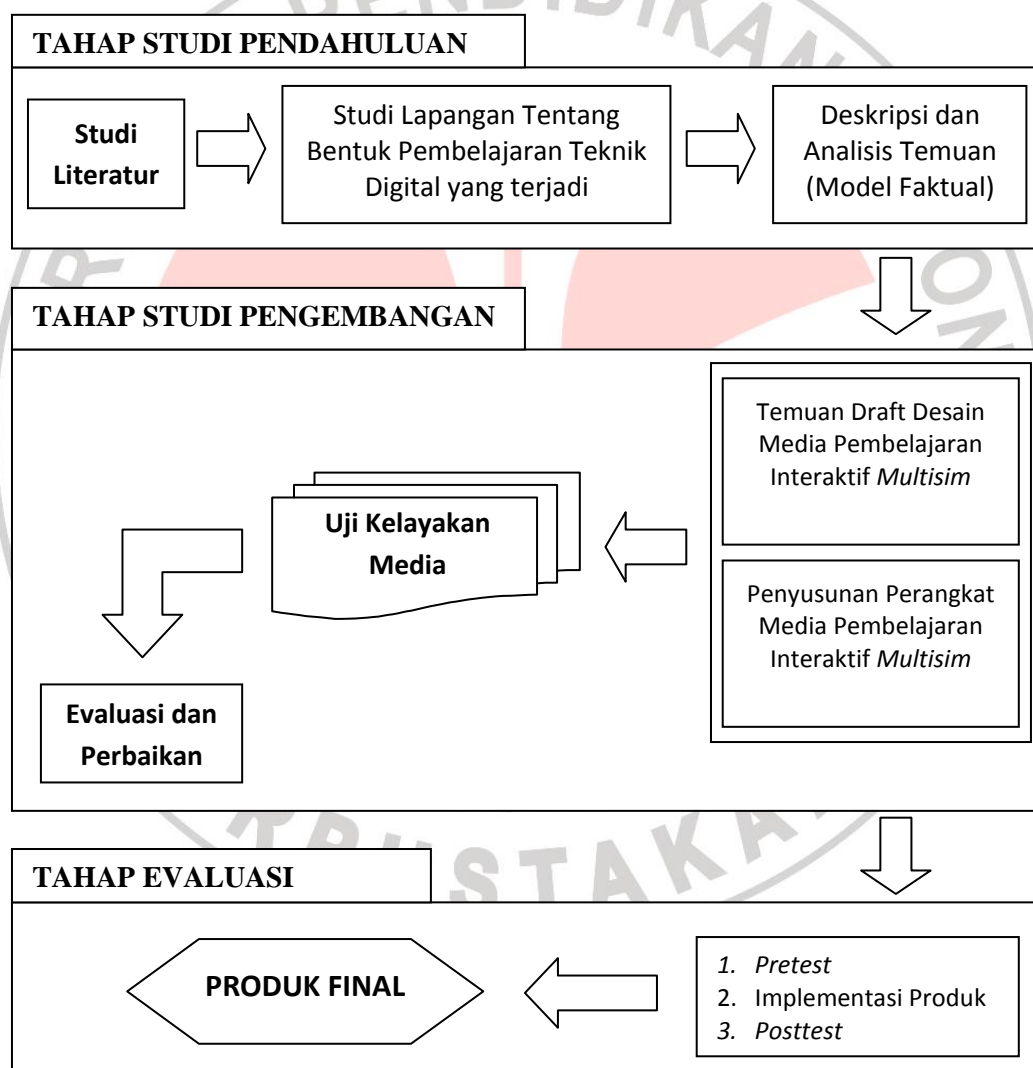 TAHAP STUDI PENDAHULUAN
Studi
Literatur
Studi Lapangan Tentang
Bentuk Pembelajaran Teknik
Digital yang terjadi
Deskripsi dan
Analisis Temuan
(Model Faktual)
TAHAP STUDI PENGEMBANGAN
Temuan Draft Desain
Media Pembelajaran
Interaktif Multisim
Penyusunan Perangkat
Media Pembelajaran
Interaktif Multisim
Uji Kelayakan
Media
Evaluasi dan
Perbaikan
TAHAP EVALUASI
1. Pretest
2. Implementasi Produk
3. Posttest
PRODUK FINAL